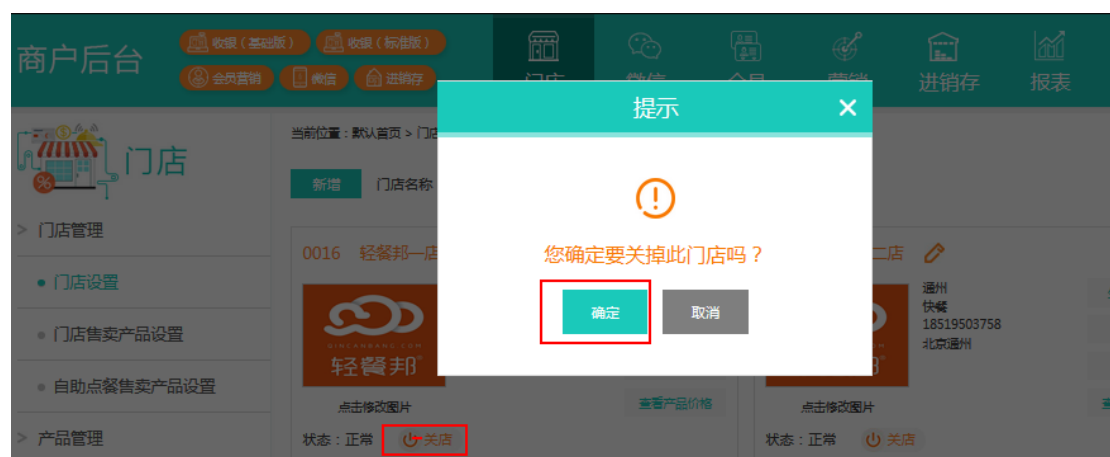 商户后台
收银（基础版）
收银（标准版）
会员营销
微信
进销存
门店
微信
会员
营销
进销存
报表
提示
当前位置：默认首页 > 门店
门店
新增
门店名称
> 门店管理
门店设置
门店售卖产品设置
自助点餐售卖产品设置
> 产品管理
0016 轻餐邦一店
您确定要关掉此门店吗？
确定
取消
二店
通州
快餐
18519503758
北京通州
QINCANBANG.COM
轻餐邦
点击修改图片
查看产品价格
点击修改图片
状态：正常
关店
状态：正常
关店